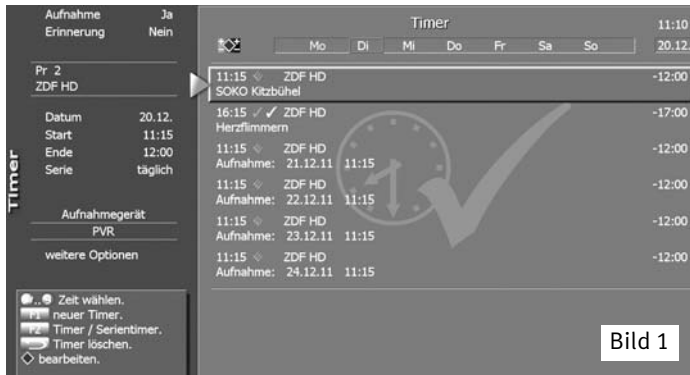 Aufnahme Ja
Erinnerung Nein
Pr 2
ZDF HD
Datum 20.12.
Start 11:15
Ende 12:00
Serie täglich
Aufnahmegerät
PVR
weitere Optionen
Timer
.. Zeit wählen.
F1 neuer Timer.
F2 Timer / Serientimer.
Timer löschen.
bearbeiten.
Timer 11:10
Mo Di Mi Do Fr Sa So 20.12.
11:15 ZDF HD -12:00
SOKO Kitzbühel
16:15 ZDF HD -17:00
Herzflimmern
11:15 ZDF HD -12:00
Aufnahme: 21.12.11 11:15
11:15 ZDF HD -12:00
Aufnahme: 22.12.11 11:15
11:15 ZDF HD -12:00
Aufnahme: 23.12.11 11:15
11:15 ZDF HD -12:00
Aufnahme: 24.12.11 11:15
Bild 1